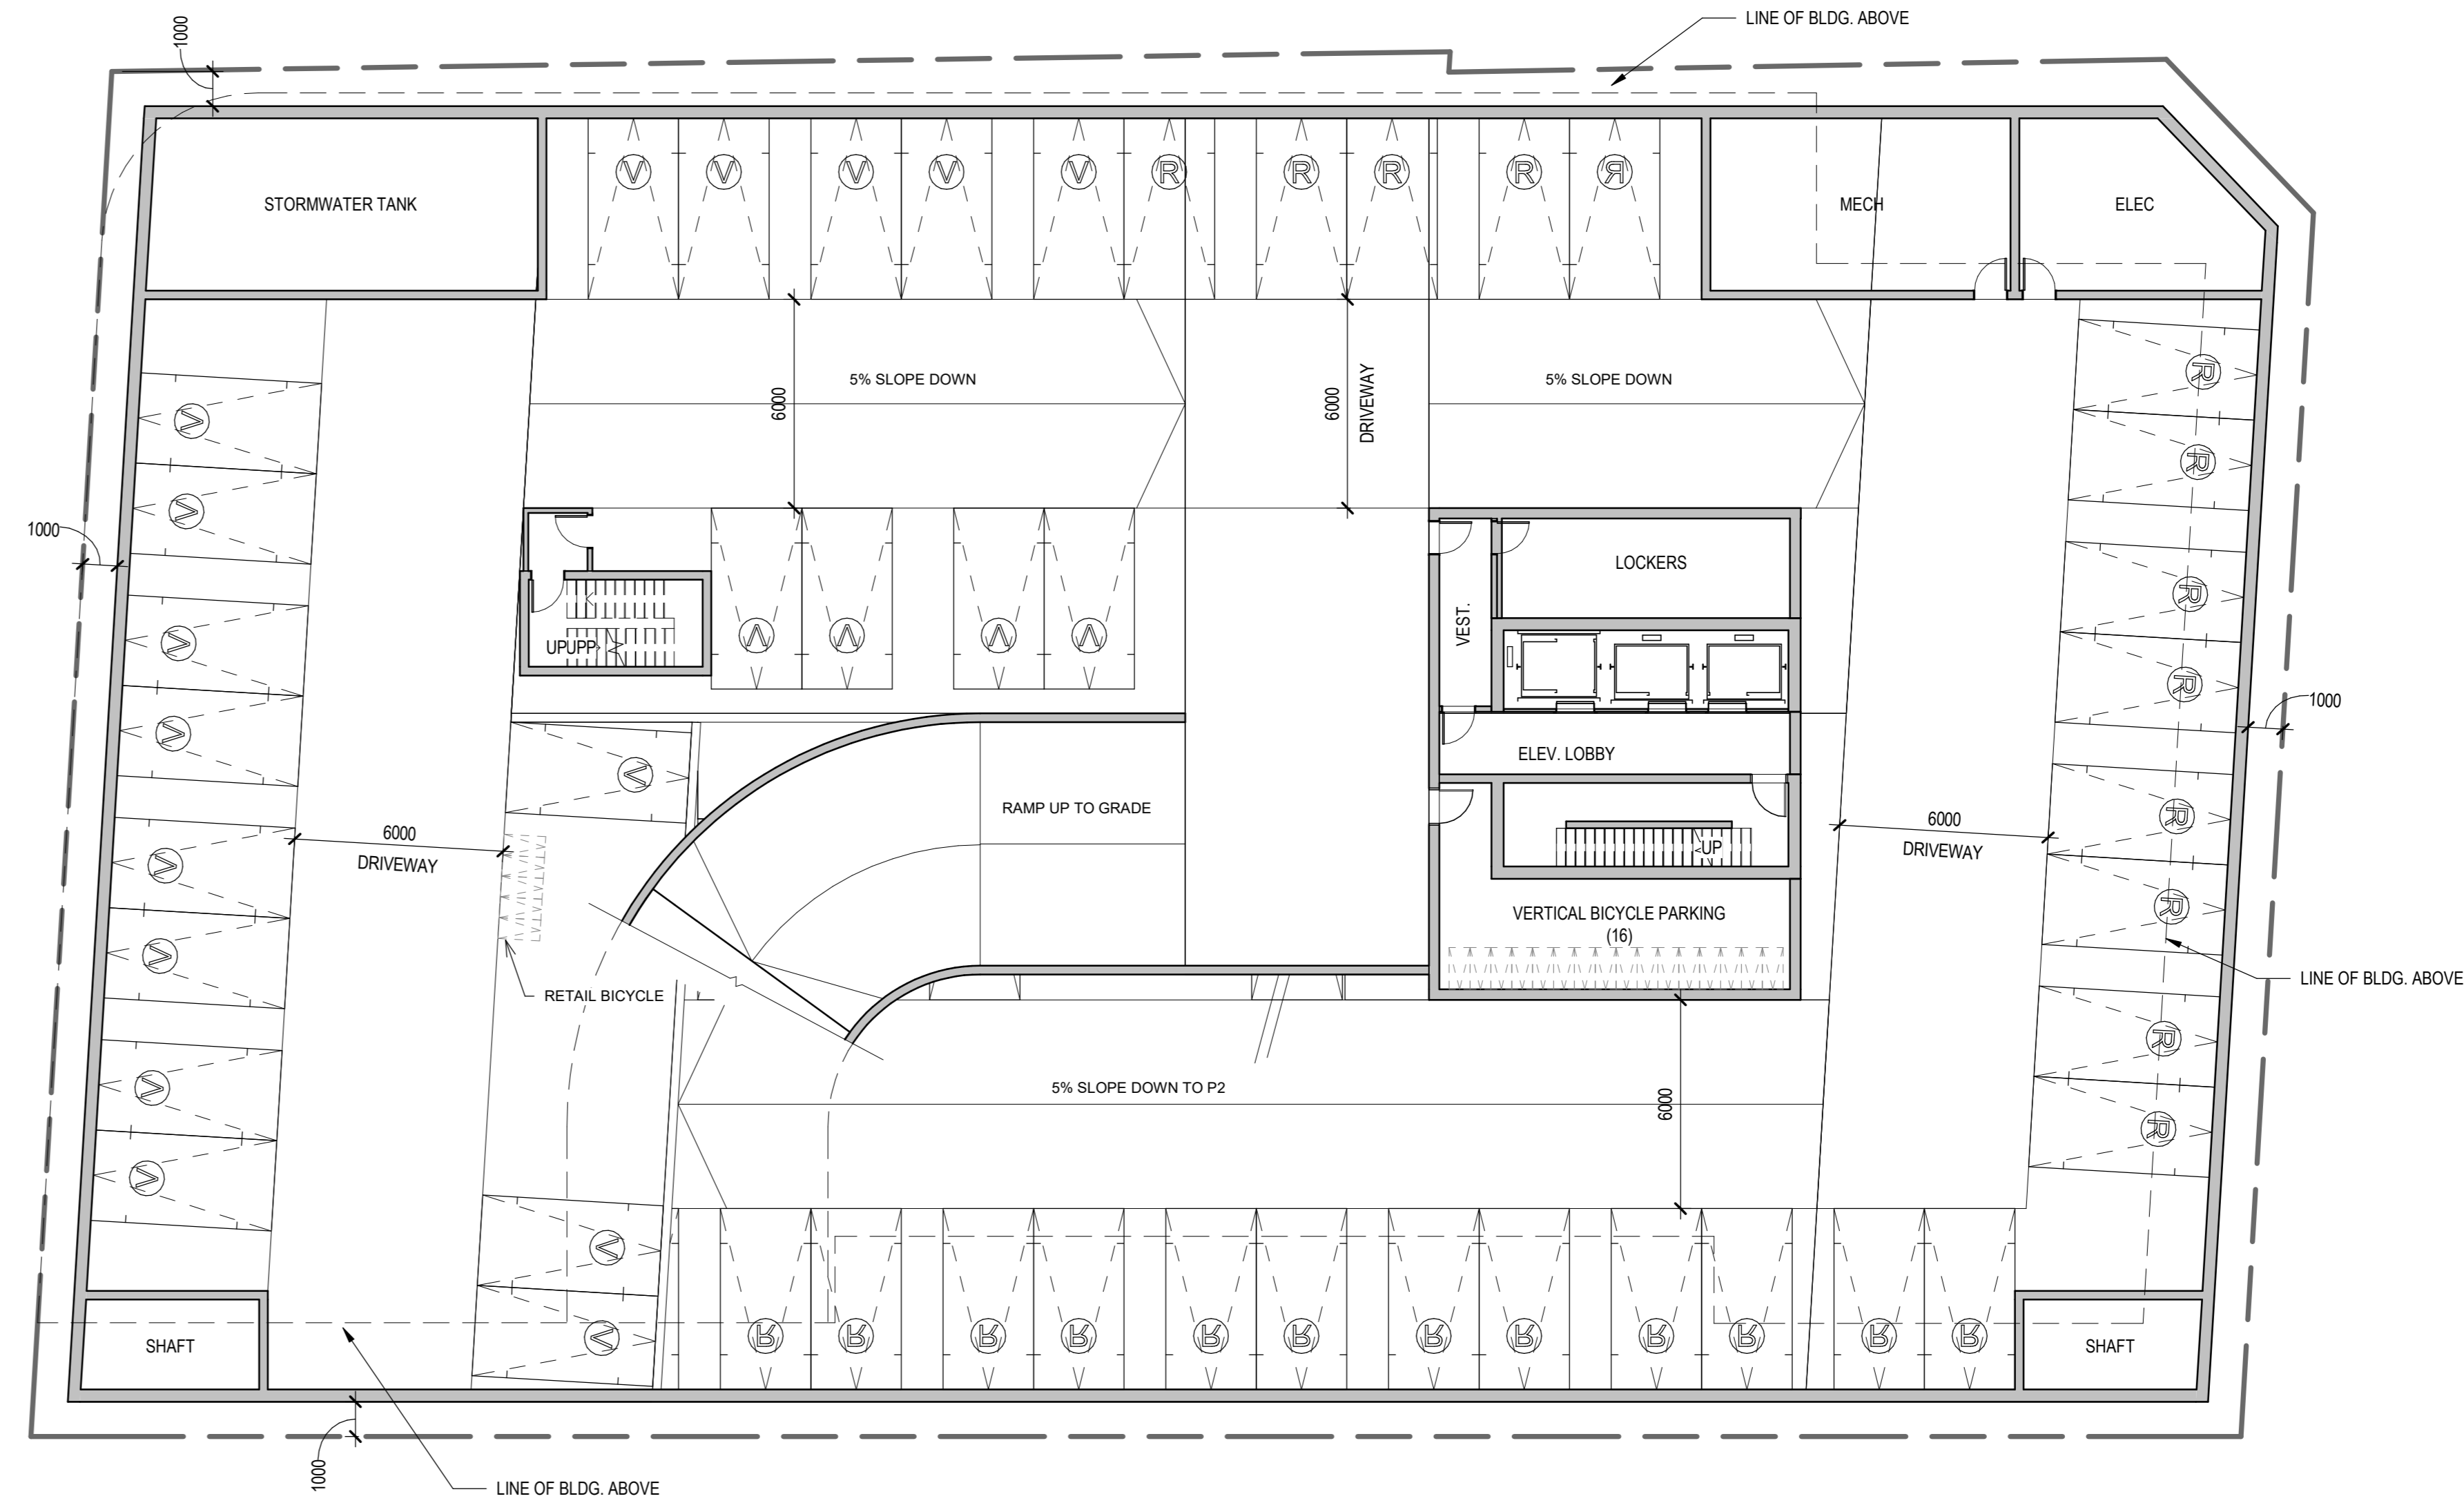 LINE OF BLDG. ABOVE
1000
V V V V V R R R R R
STORMWATER TANK
MECH
ELEC
5% SLOPE DOWN
6000
6000
DRIVEWAY
5% SLOPE DOWN
R
V
R
V
1000
LOCKERS
R
VEST.
V
UPUPP
V V V V
R
1000
V
V
ELEV. LOBBY
RAMP UP TO GRADE
R
6000
DRIVEWAY
6000
DRIVEWAY
UP
V
R
VERTICAL BICYCLE PARKING
(16)
V
RETAIL BICYCLE
LINE OF BLDG. ABOVE
R
5% SLOPE DOWN TO P2
6000
V
R
V
V
V
R R R R R R R R R R R R
SHAFT
SHAFT
1000
LINE OF BLDG. ABOVE